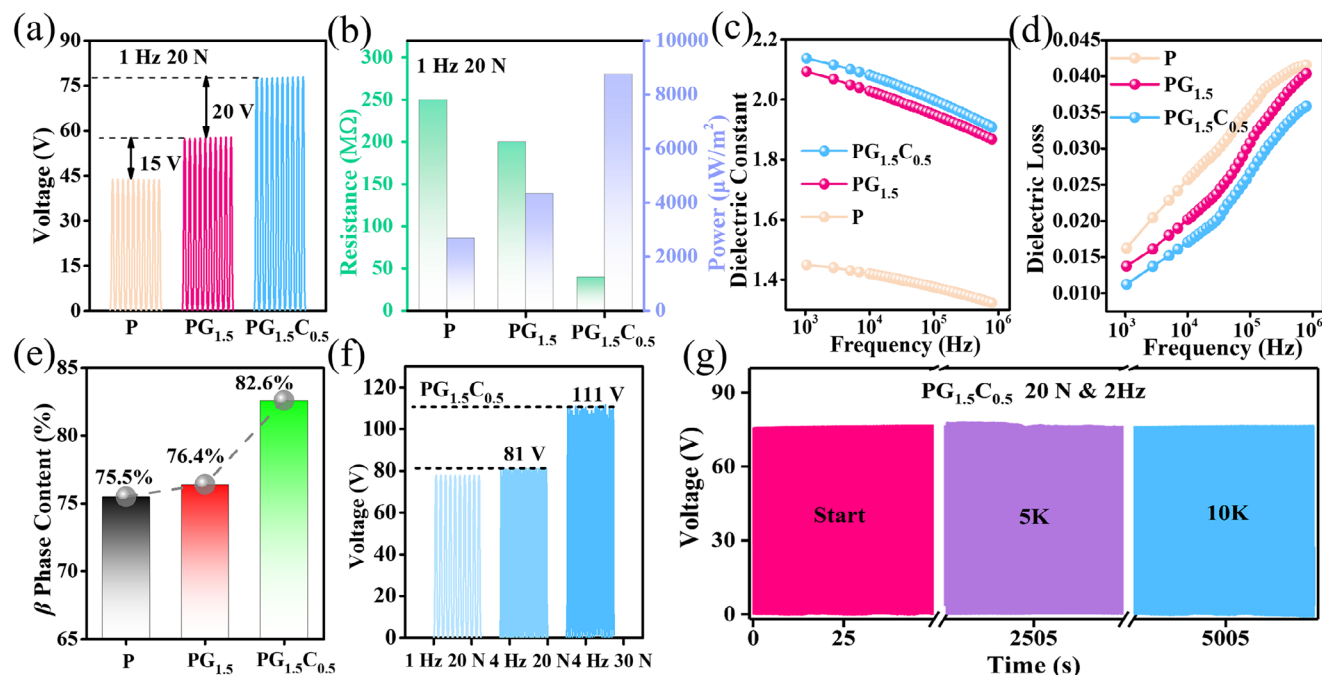 (a)
90
75
60
45
30
15
0
Voltage (V)
1 Hz 20 N
20 V
15 V
P
PG1.5
PG1.5C0.5
(b)
300
250
200
150
100
50
0
Resistance (MΩ)
1 Hz 20 N
10000
8000
6000
4000
2000
0
Power (μW/m²)
P
PG1.5
PG1.5C0.5
(c)
2.2
2.0
1.8
1.6
1.4
Dielectric Constant
PG1.5C0.5
PG1.5
P
10³
10⁴
10⁵
10⁶
Frequency (Hz)
(d)
0.045
0.040
0.035
0.030
0.025
0.020
0.015
0.010
Dielectric Loss
P
PG1.5
PG1.5C0.5
10³
10⁴
10⁵
10⁶
Frequency (Hz)
(e)
85
80
75
70
65
β Phase Content (%)
75.5%
76.4%
82.6%
P
PG1.5
PG1.5C0.5
(f)
120
100
80
60
40
20
0
Voltage (V)
PG1.5C0.5
111 V
81 V
1 Hz 20 N
4 Hz 20 N
4 Hz 30 N
(g)
90
60
30
0
Voltage (V)
PG1.5C0.5 20 N & 2Hz
Start
5K
10K
0
25
2505
5005
Time (s)